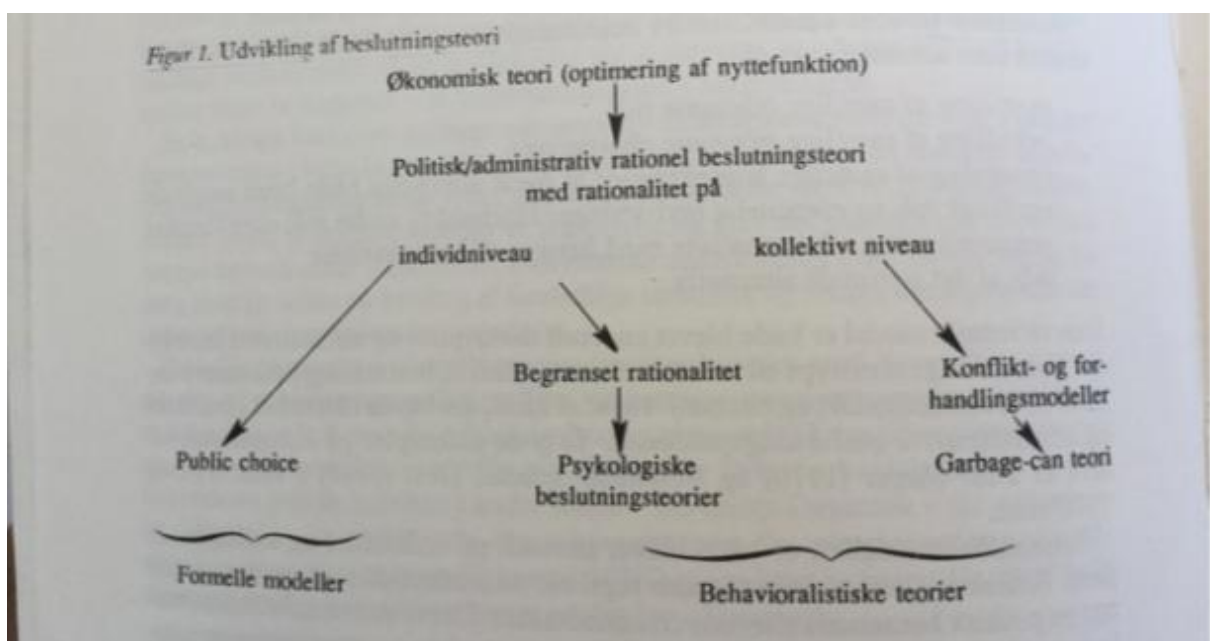 Figur 1. Udvikling af beslutningsteori
Økonomisk teori (optimering af nyttefunktion)
Politisk/administrativ rationel beslutningsteori
med rationalitet på
individniveau
kollektivt niveau
Begrænset rationalitet
Konflikt- og for-
handlingsmodeller
Public choice
Psykologiske
beslutningsteorier
Garbage-can teori
Formelle modeller
Behavioralistiske teorier